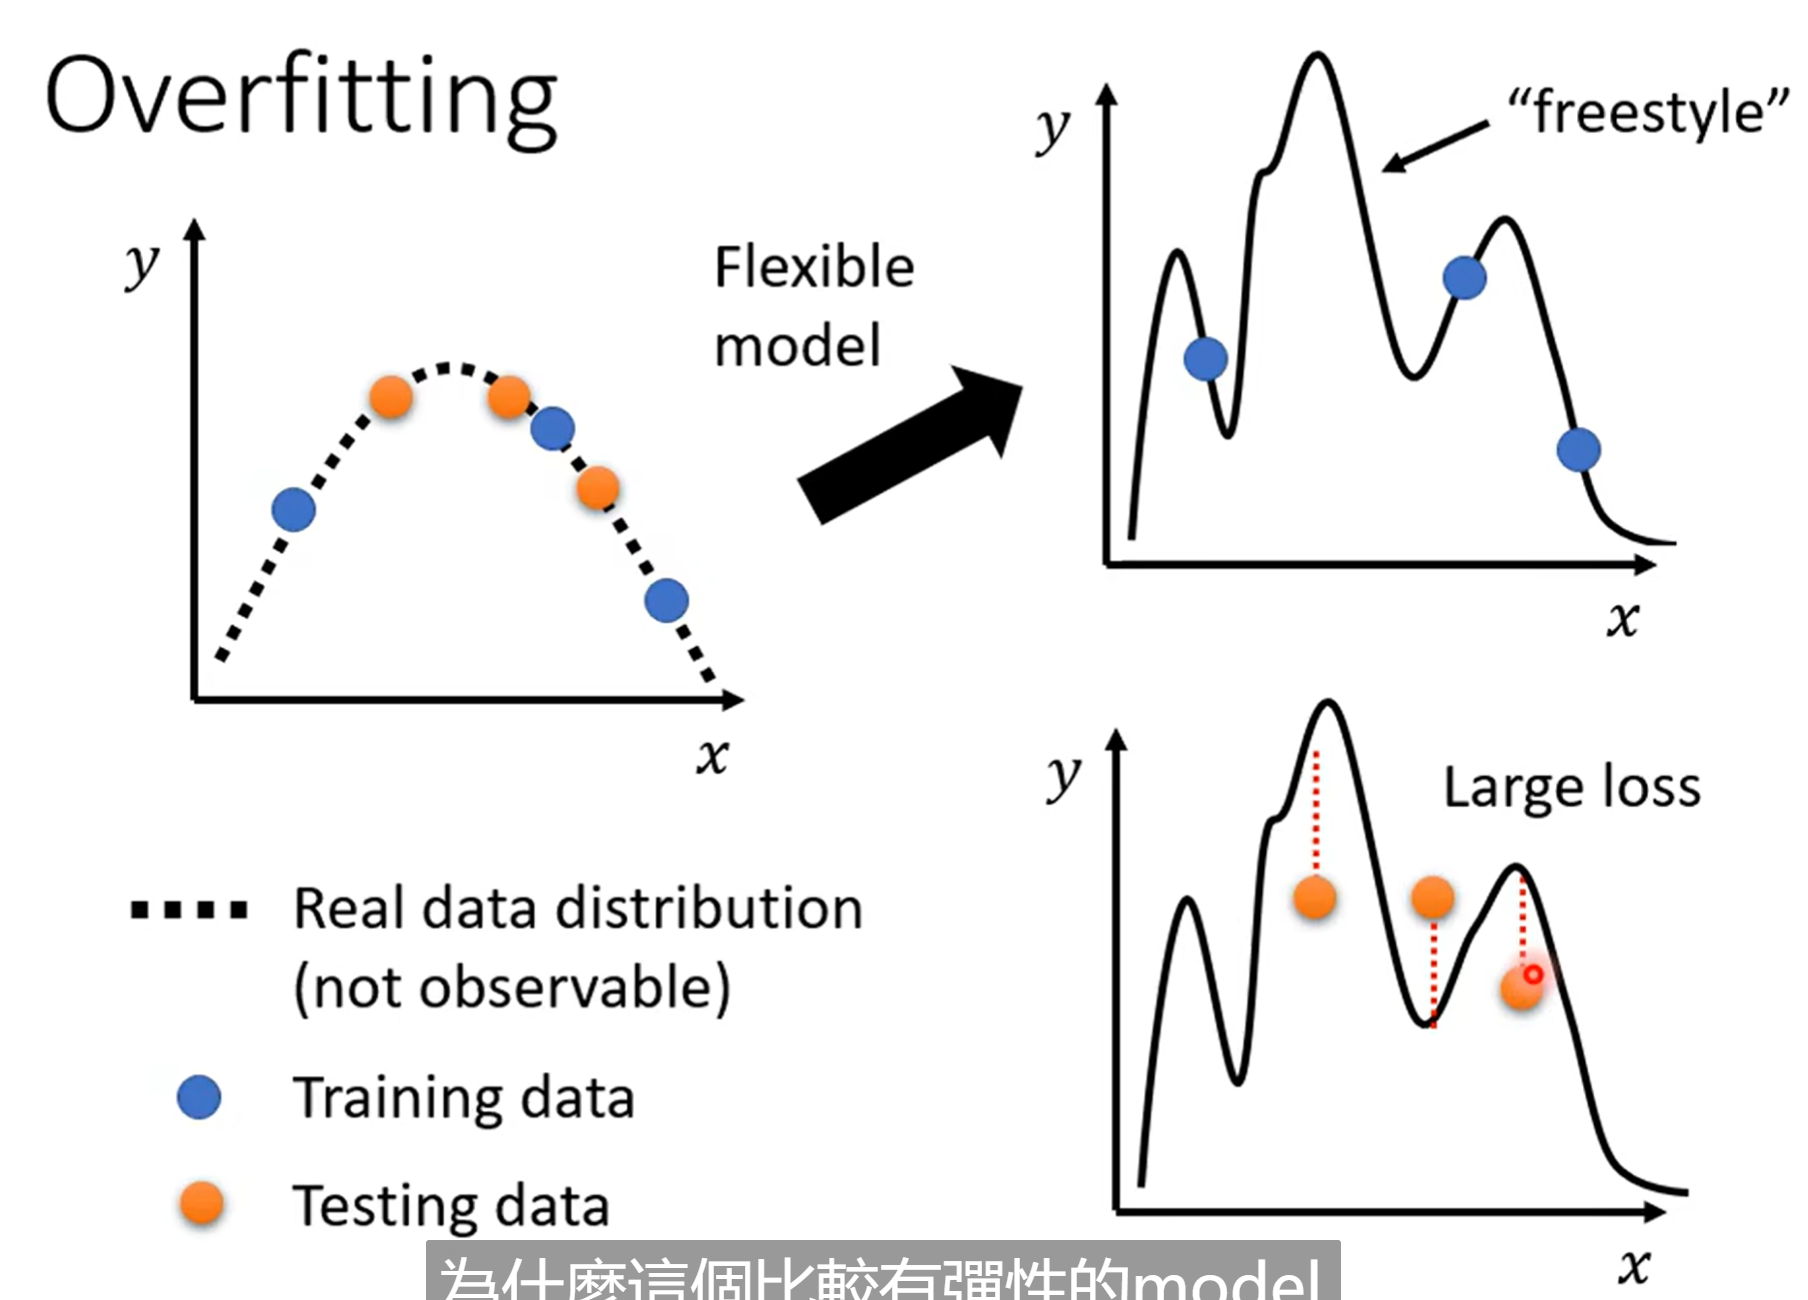 Overfitting
y
x
Flexible
model
y
"freestyle"
x
Real data distribution
(not observable)
Training data
Testing data
y
Large loss
x
為什麼這個比較有彈性的model